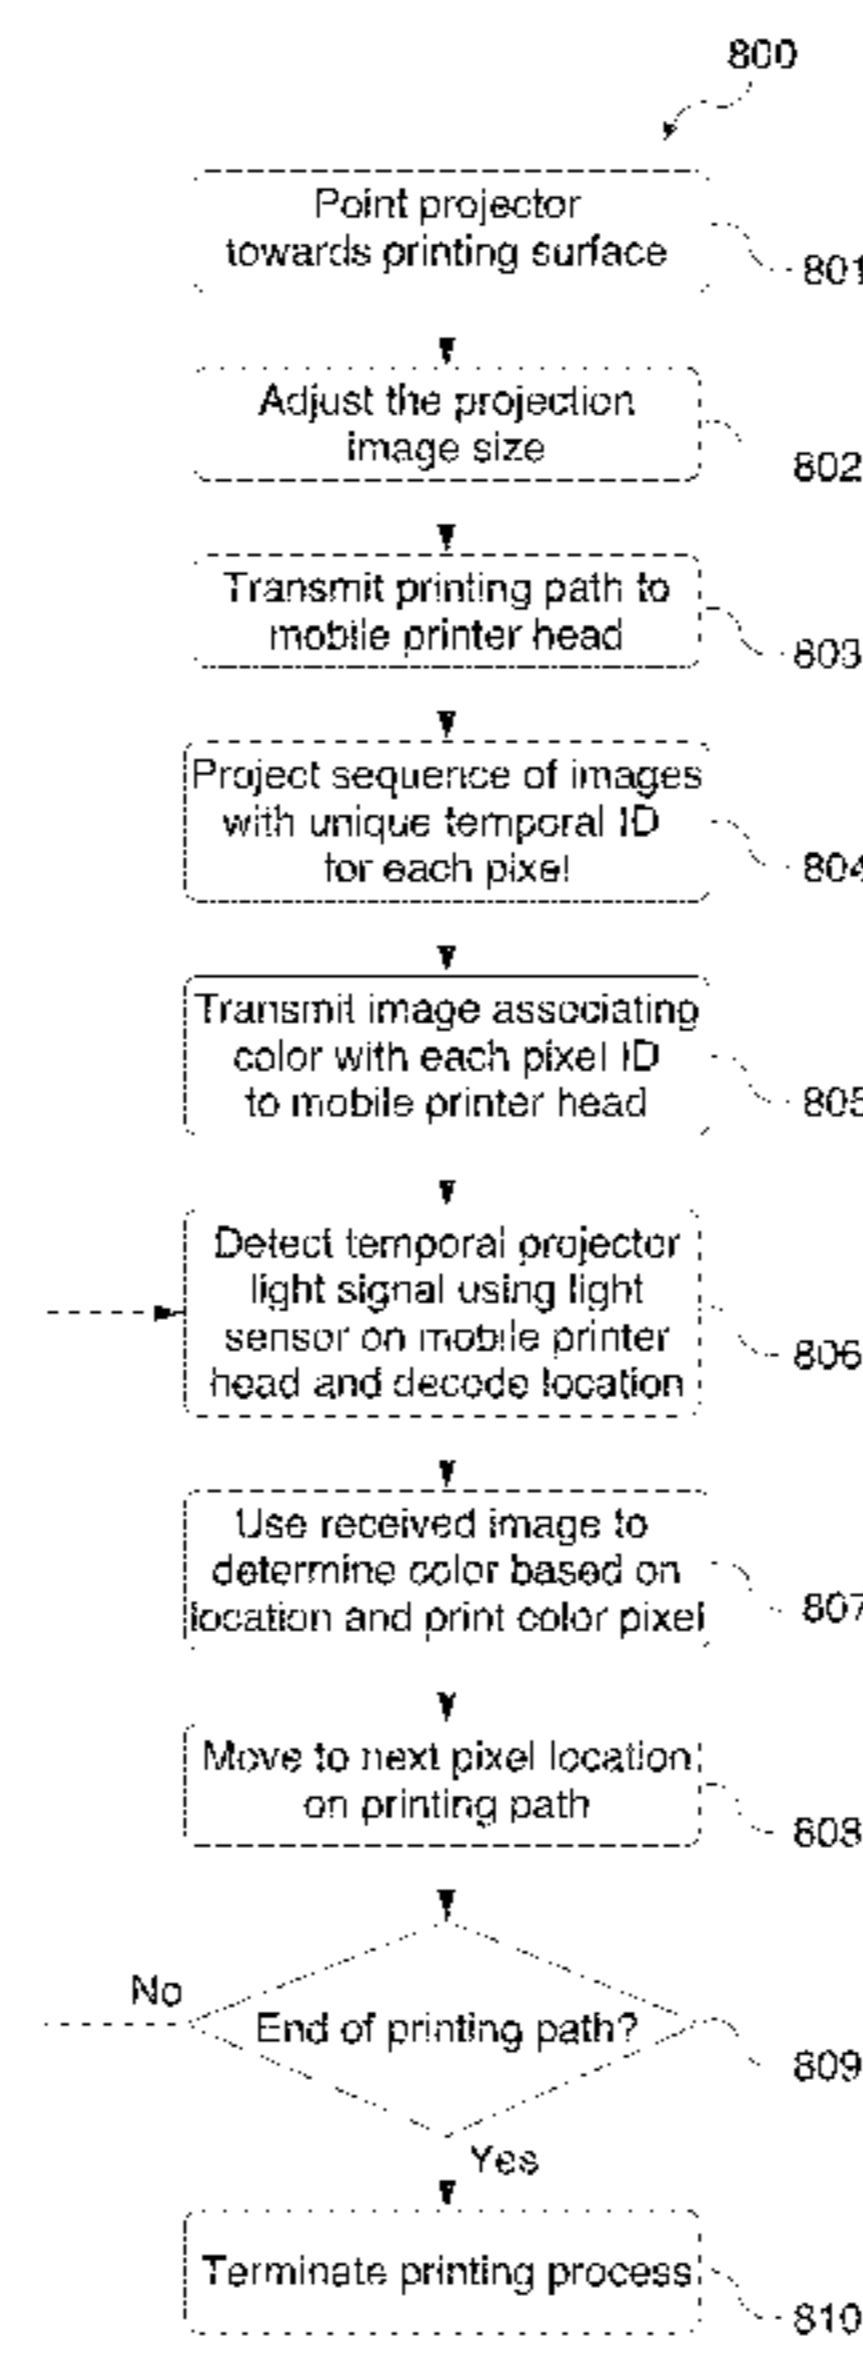 800
Point projector
towards printing surface
801
Adjust the projection
image size
802
Transmit printing path to
mobile printer head
803
Project sequence of images
with unique temporal ID
for each pixel
804
Transmit image associating
color with each pixel ID
to mobile printer head
805
Detect temporal projector
light signal using light
sensor on mobile printer
head and decode location
806
Use received image to
determine color based on
location and print color pixel
807
Move to next pixel location
on printing path
808
No
End of printing path?
809
Yes
Terminate printing process
810